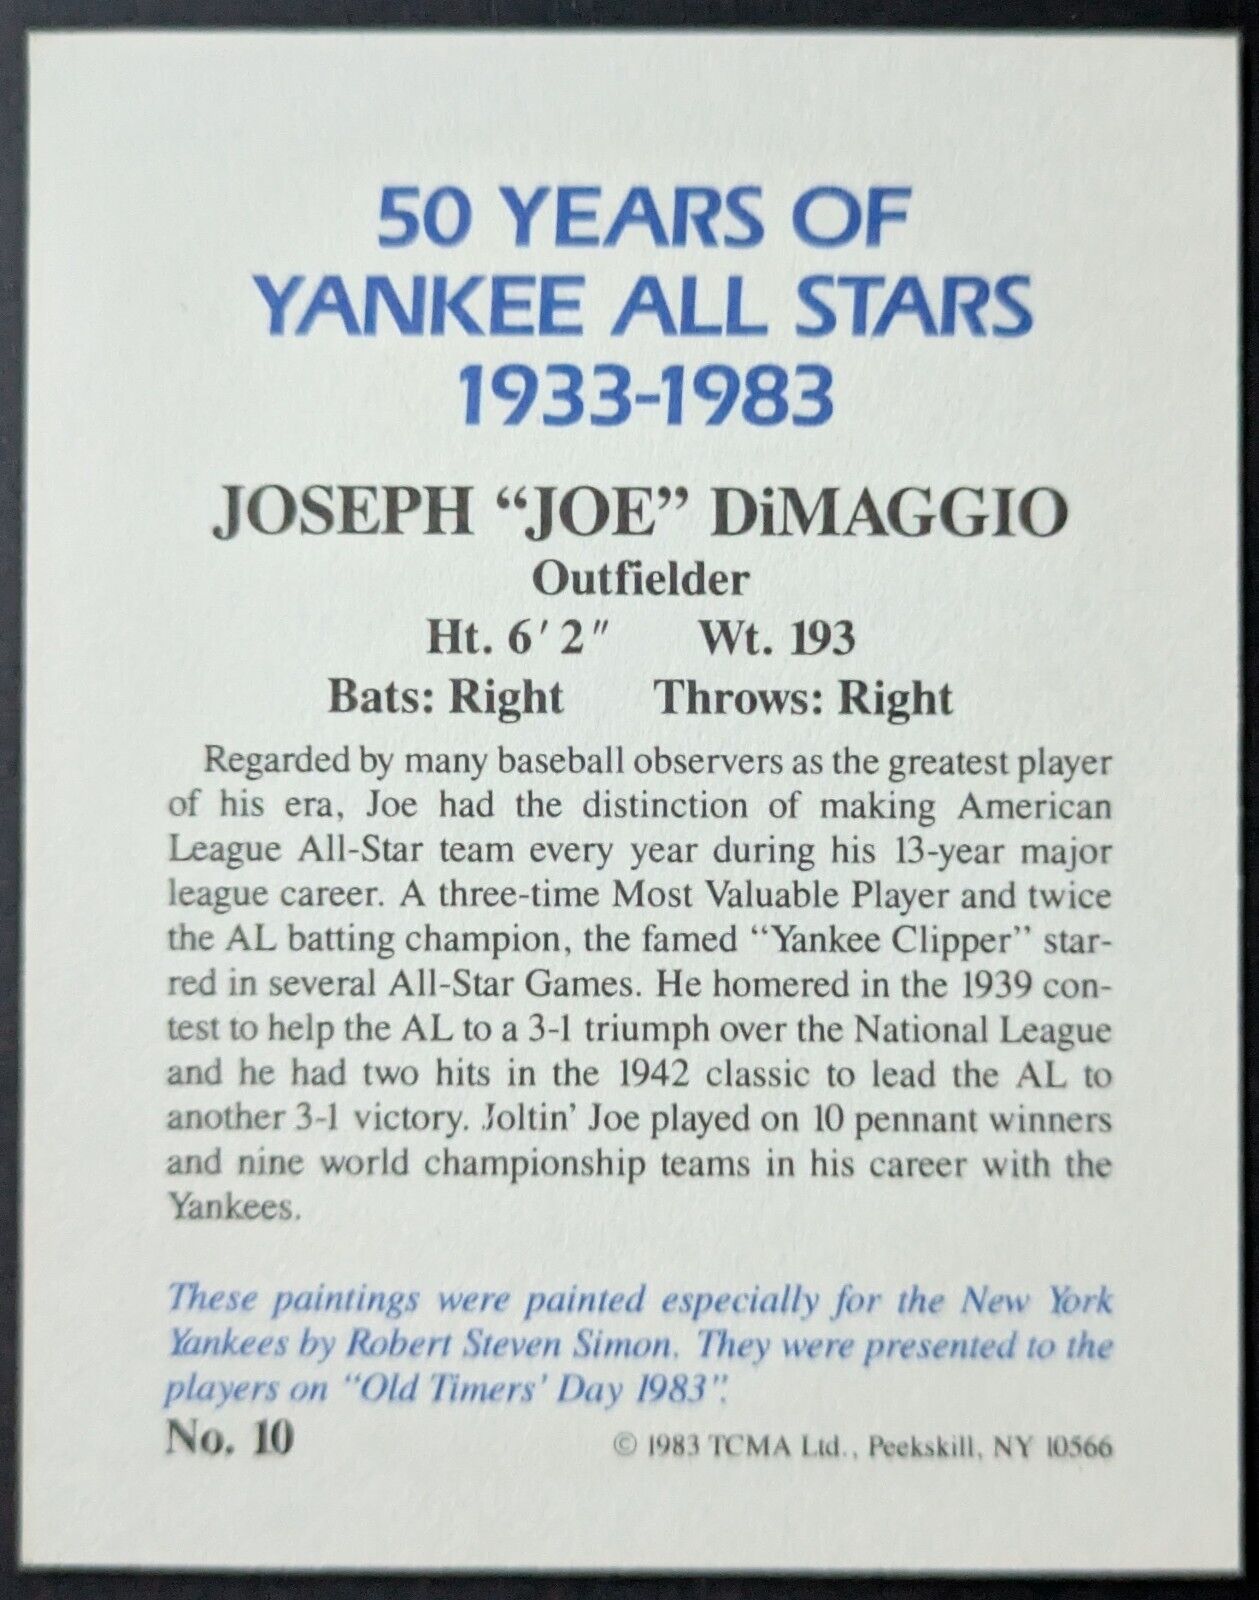 50 YEARS OF
YANKEE ALL STARS
1933-1983
JOSEPH “JOE” DiMAGGIO
Outfielder
Ht. 6′ 2″ Wt. 193
Bats: Right Throws: Right
Regarded by many baseball observers as the greatest player
of his era, Joe had the distinction of making American
League All-Star team every year during his 13-year major
league career. A three-time Most Valuable Player and twice
the AL batting champion, the famed “Yankee Clipper” star-
red in several All-Star Games. He homered in the 1939 con-
test to help the AL to a 3-1 triumph over the National League
and he had two hits in the 1942 classic to lead the AL to
another 3-1 victory. Joltin’ Joe played on 10 pennant winners
and nine world championship teams in his career with the
Yankees.
These paintings were painted especially for the New York
Yankees by Robert Steven Simon. They were presented to the
players on “Old Timers’ Day 1983”.
No. 10 © 1983 TCMA Ltd., Peekskill, NY 10566